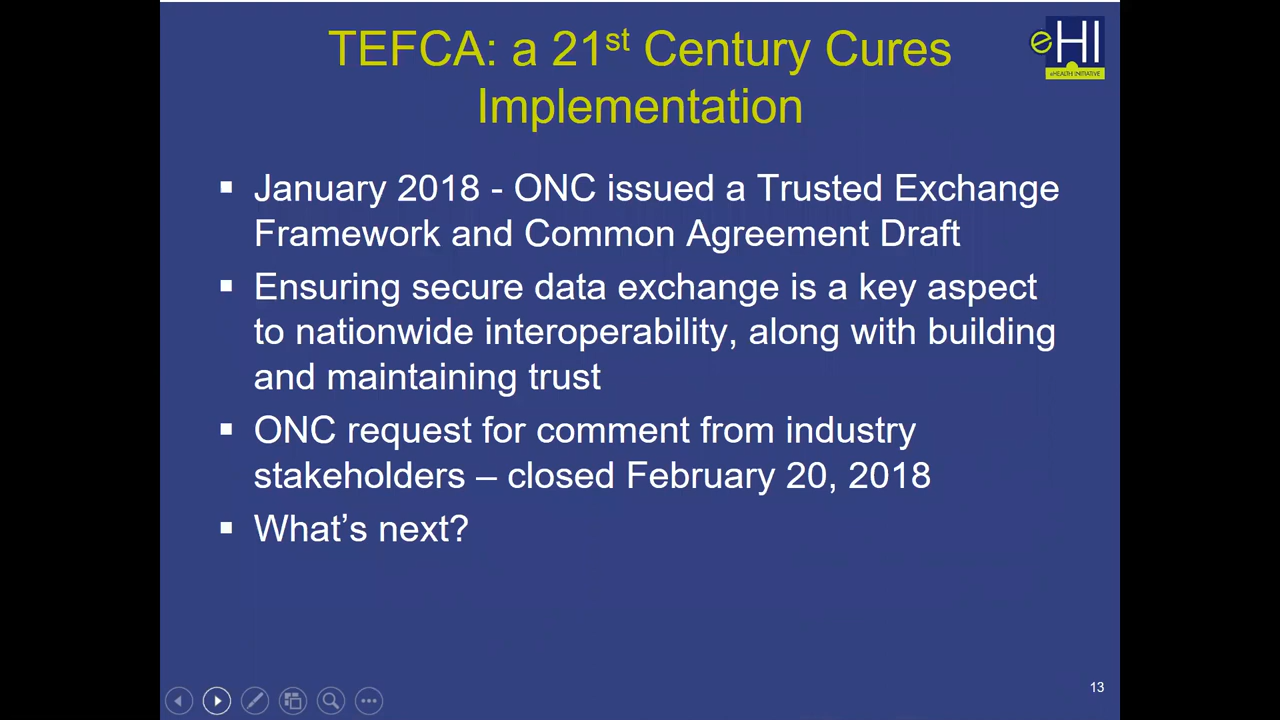 TEFCA: a 21st Century Cures
Implementation
eHI
eHEALTH INITIATIVE
▪ January 2018 - ONC issued a Trusted Exchange
Framework and Common Agreement Draft
▪ Ensuring secure data exchange is a key aspect
to nationwide interoperability, along with building
and maintaining trust
▪ ONC request for comment from industry
stakeholders – closed February 20, 2018
▪ What’s next?
13